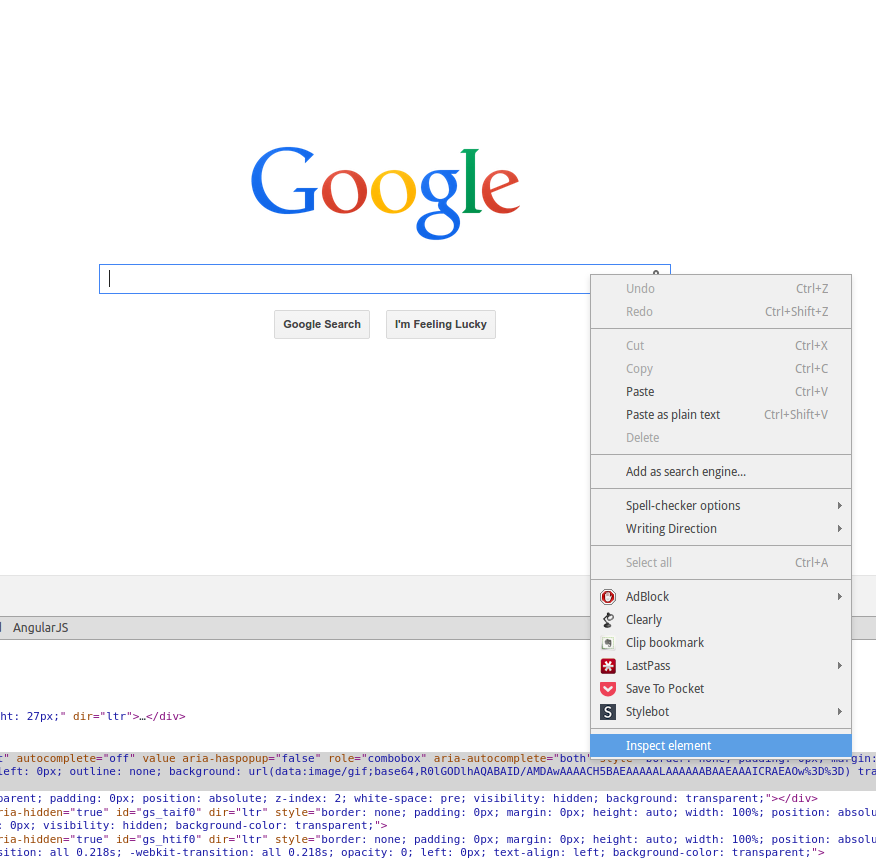 Google
Google Search I'm Feeling Lucky
Undo Ctrl+Z
Redo Ctrl+Shift+Z
Cut Ctrl+X
Copy Ctrl+C
Paste Ctrl+V
Paste as plain text Ctrl+Shift+V
Delete
Add as search engine...
Spell-checker options
Writing Direction
Select all Ctrl+A
AdBlock
Clearly
Clip bookmark
LastPass
Save To Pocket
Stylebot
Inspect element
AngularJS
ht: 27px;" dir="ltr">…</div>
" autocomplete="off" value aria-haspopup="false" role="combobox" aria-autocomplete="both" style="border: none; padding: 0px; margin:
left: 0px; outline: none; background: url(data:image/gif;base64,R0lGODlhAQABAID/AMDAwAAAACH5BAEAAAAALAAAAAABAAEAAAICRAEAOw%3D%3D) tra
parent; padding: 0px; position: absolute; z-index: 2; white-space: pre; visibility: hidden; background: transparent;"></div>
ria-hidden="true" id="gs_taif0" dir="ltr" style="border: none; padding: 0px; margin: 0px; height: auto; width: 100%; position: absolu
: 0px; visibility: hidden; background-color: transparent;">
ria-hidden="true" id="gs_htif0" dir="ltr" style="border: none; padding: 0px; margin: 0px; height: auto; width: 100%; position: absolu
sition: all 0.218s; -webkit-transition: all 0.218s; opacity: 0; left: 0px; text-align: left; background-color: transparent;">